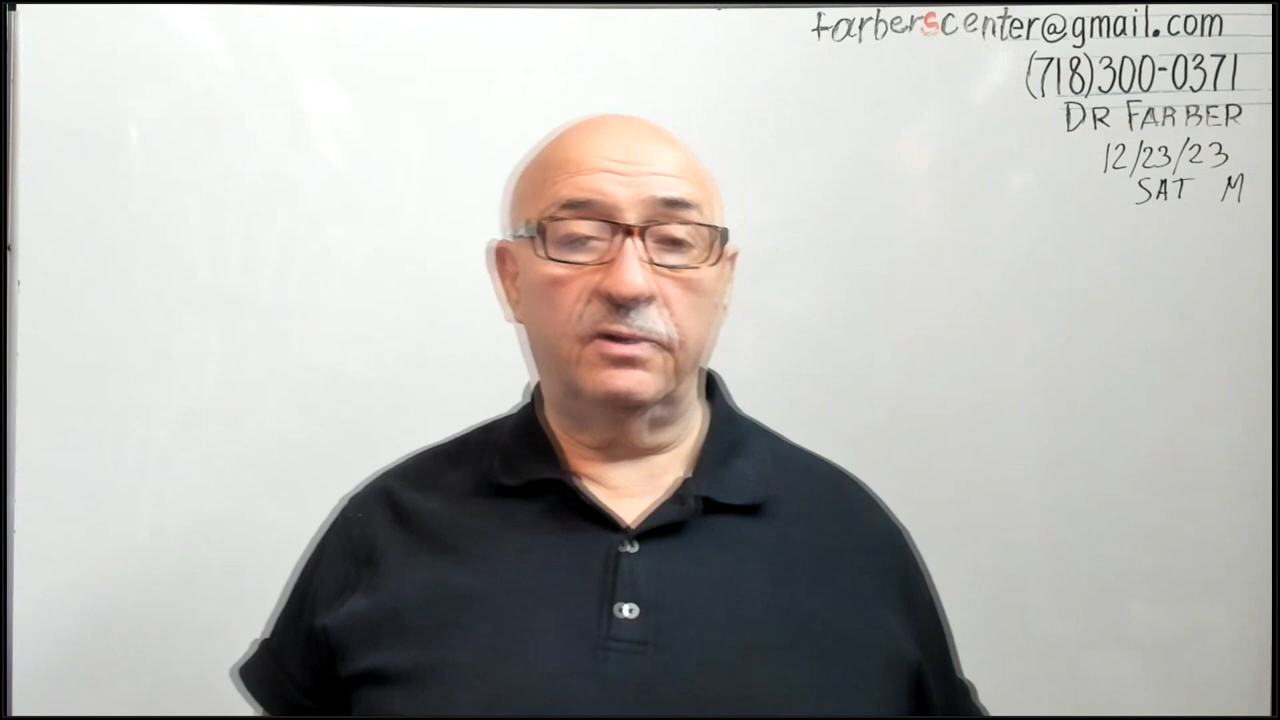 farberscenter@gmail.com
(718)300-0371
DR FARBER
12/23/23
SAT M